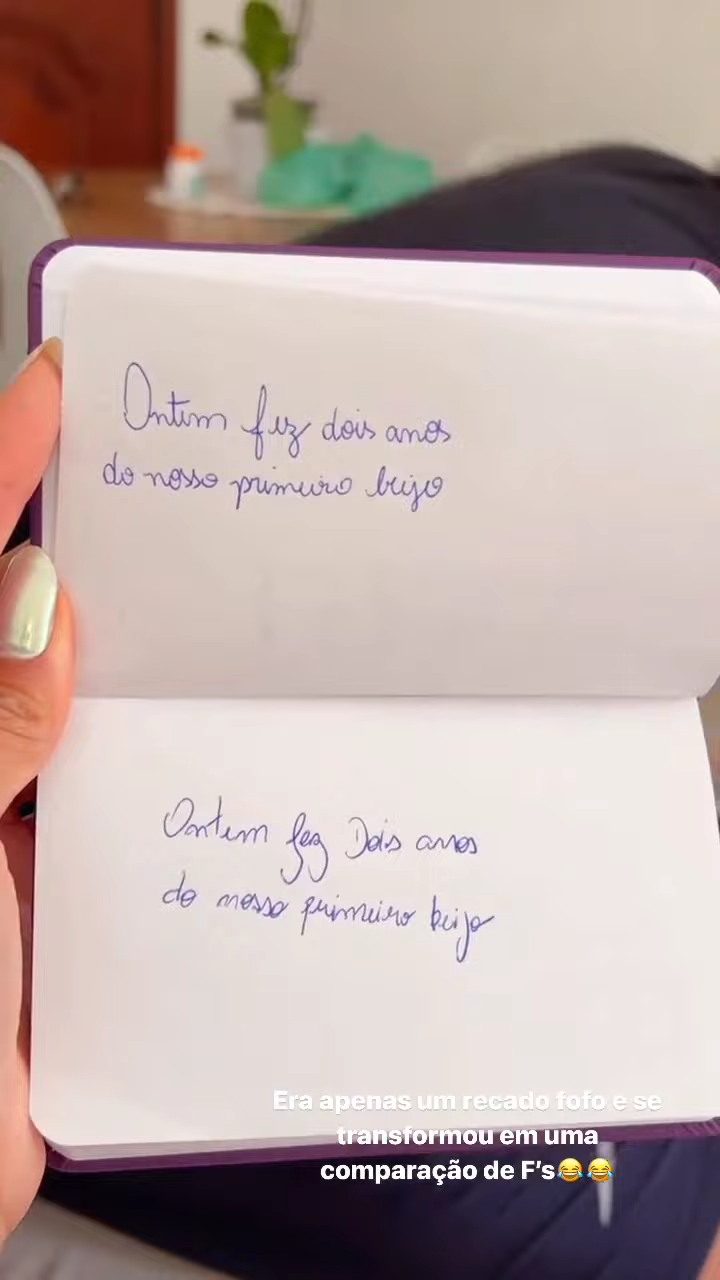 Ontem fez dois anos
do nosso primeiro beijo
Ontem fez Dois anos
do nosso primeiro beijo
Era apenas um recado fofo e se
transformou em uma
comparação de F's😂😂